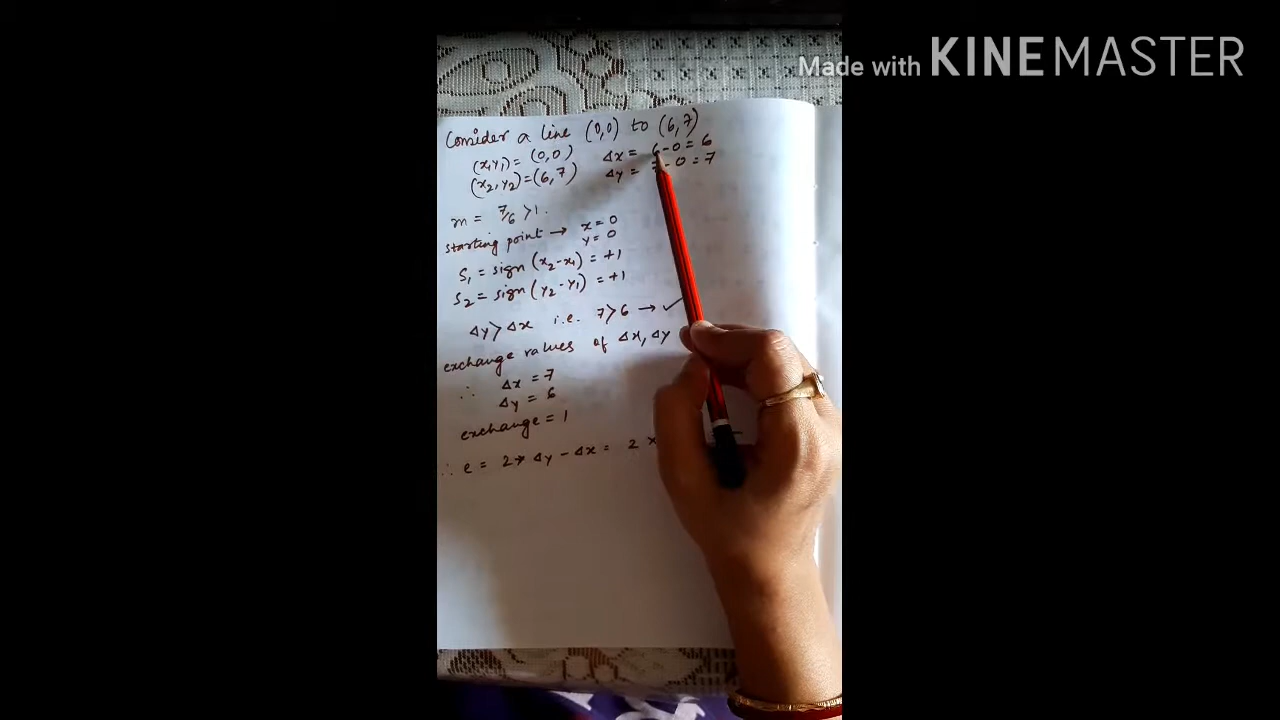 Made with KINEMASTER
Consider a line (0,0) to (6,7)
(x1,y1) = (0,0) Δx = 6-0 = 6
(x2,y2) = (6,7) Δy = 7-0 = 7
m = 7/6 >1.
starting point → x = 0
y = 0
S1 = sign (x2-x1) = +1
S2 = sign (y2-y1) = +1
Δy > Δx i.e. 7>6 → ✓
exchange values of Δx, Δy
∴ Δx = 7
Δy = 6
exchange = 1
∴ e = 2* Δy - Δx = 2 x